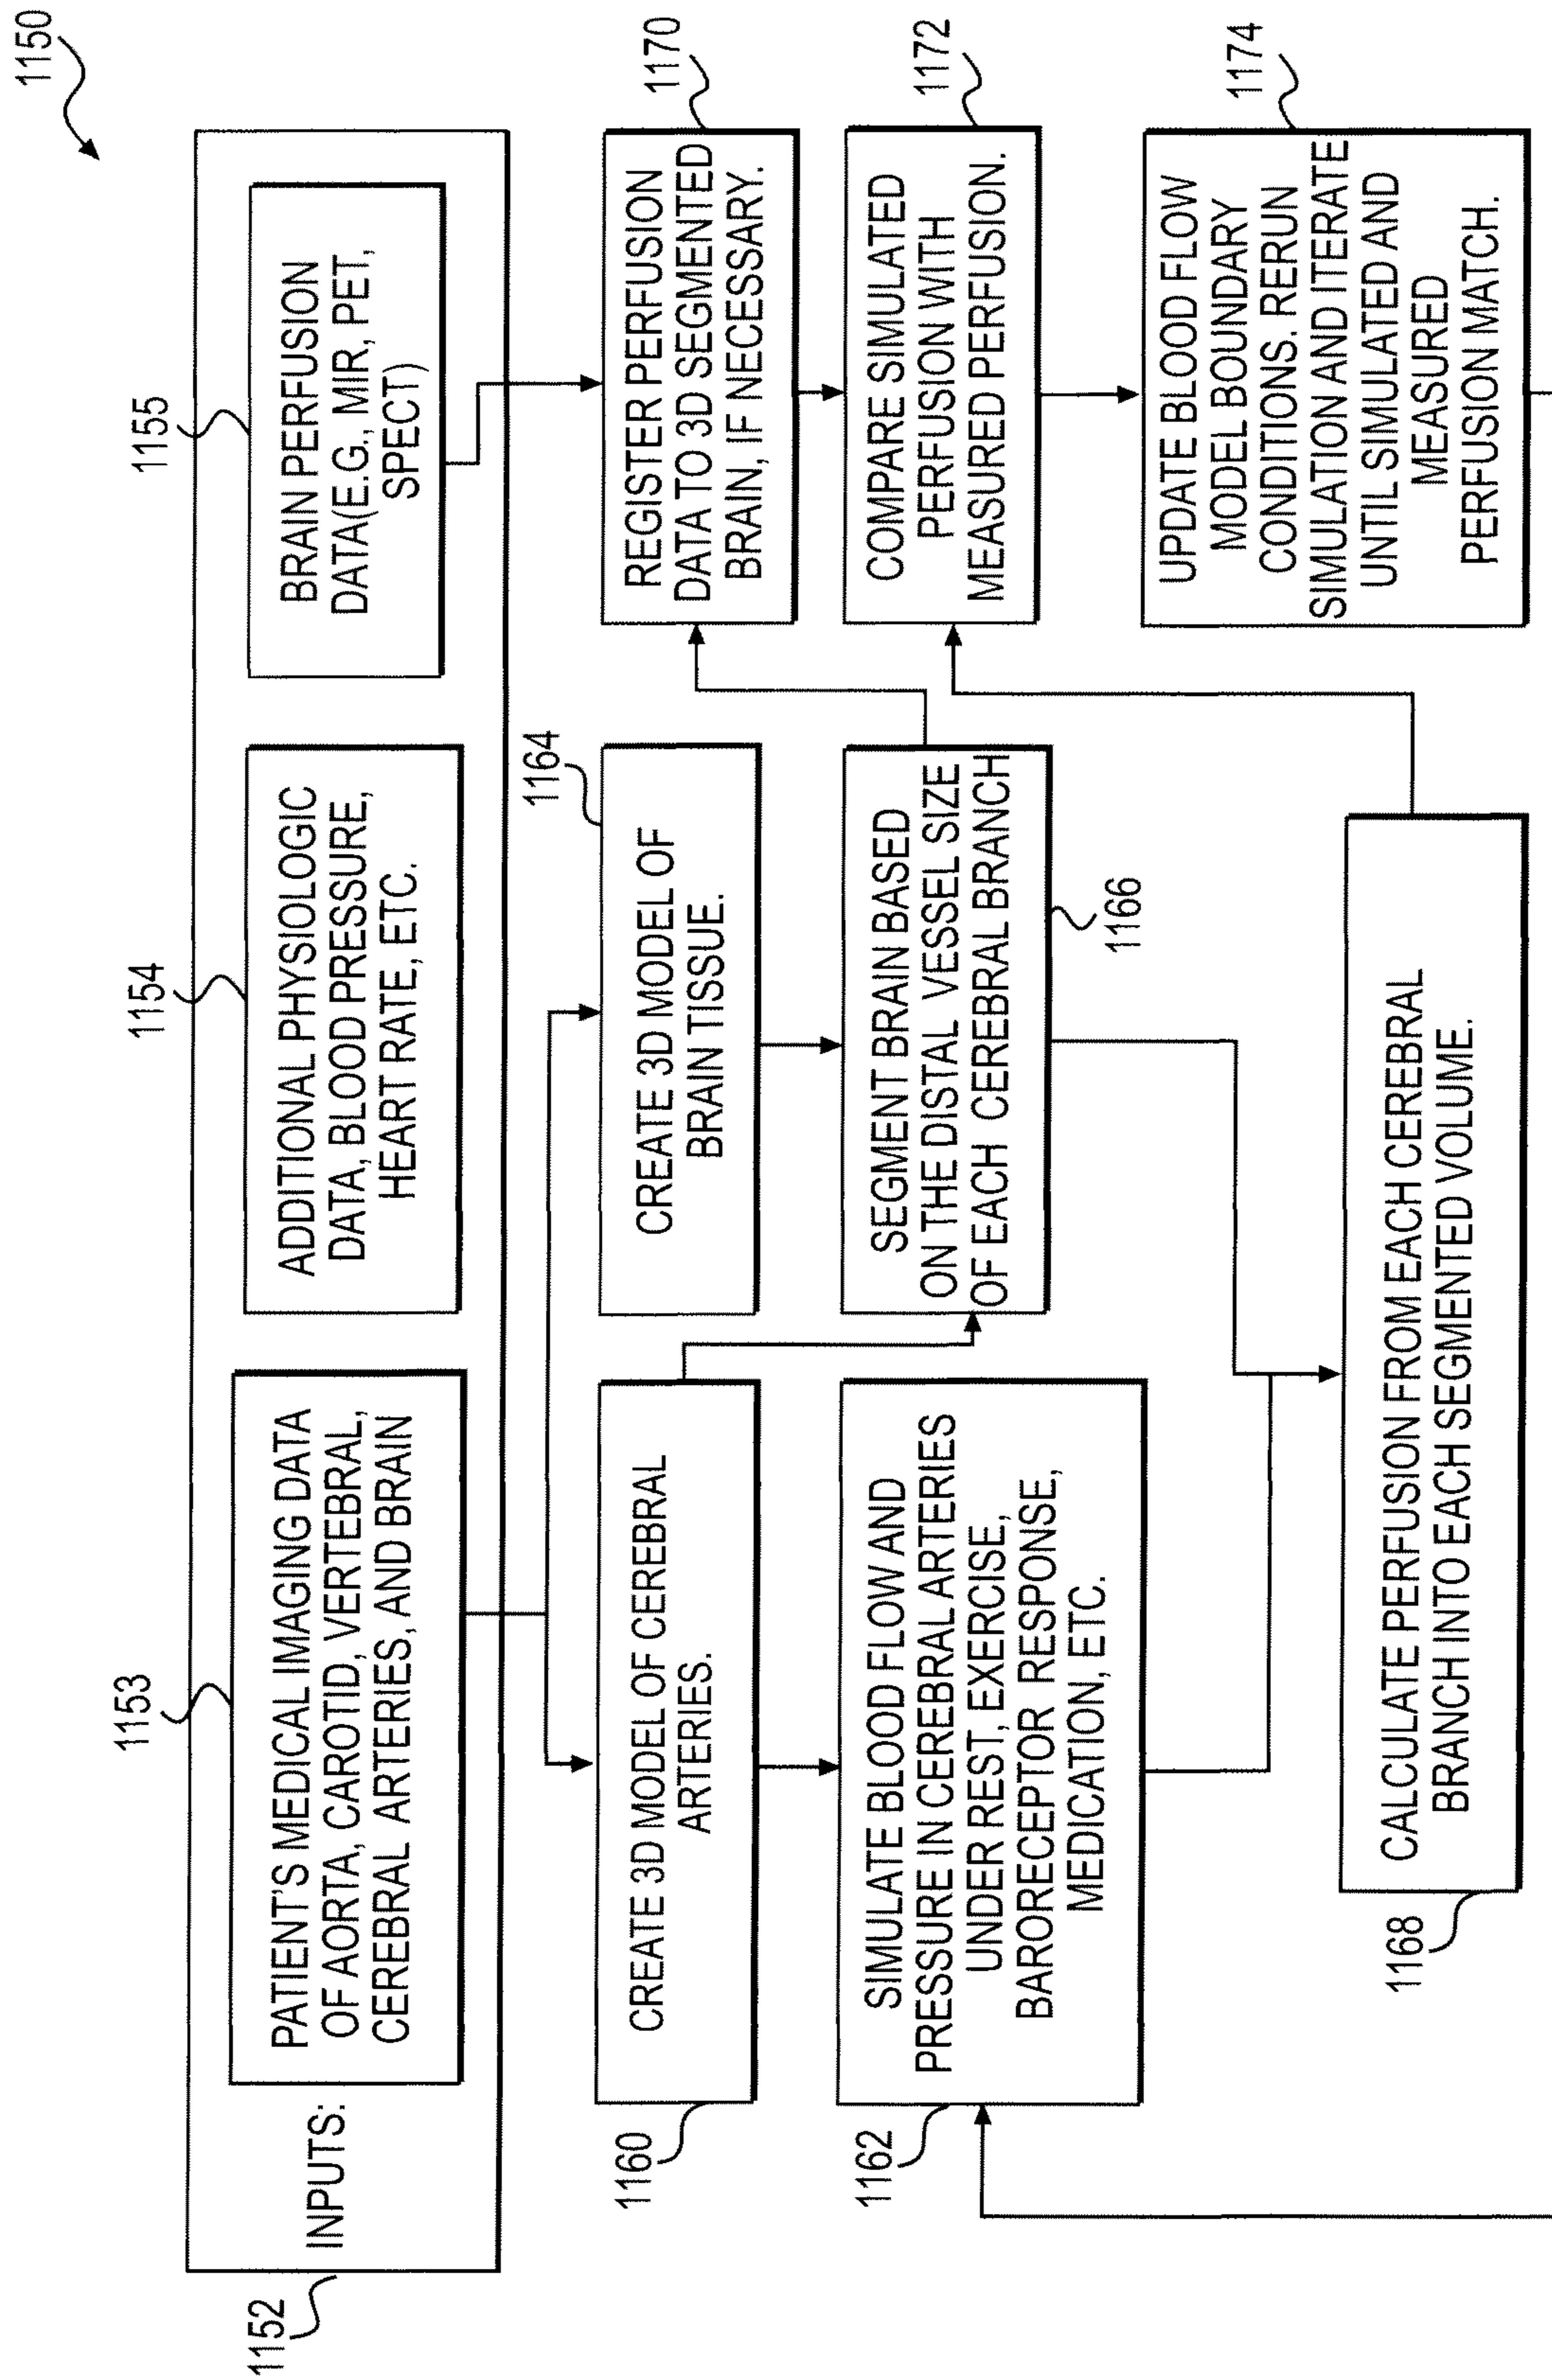 1150
1152
INPUTS:
1153
PATIENT'S MEDICAL IMAGING DATA
OF AORTA, CAROTID, VERTEBRAL,
CEREBRAL ARTERIES, AND BRAIN
1154
ADDITIONAL PHYSIOLOGIC
DATA, BLOOD PRESSURE,
HEART RATE, ETC.
1155
BRAIN PERFUSION
DATA(E.G., MIR, PET,
SPECT)
1160
CREATE 3D MODEL OF CEREBRAL
ARTERIES.
1164
CREATE 3D MODEL OF
BRAIN TISSUE.
1170
REGISTER PERFUSION
DATA TO 3D SEGMENTED
BRAIN, IF NECESSARY.
1162
SIMULATE BLOOD FLOW AND
PRESSURE IN CEREBRAL ARTERIES
UNDER REST, EXERCISE,
BARORECEPTOR RESPONSE,
MEDICATION, ETC.
SEGMENT BRAIN BASED
ON THE DISTAL VESSEL SIZE
OF EACH CEREBRAL BRANCH
1166
1172
COMPARE SIMULATED
PERFUSION WITH
MEASURED PERFUSION.
1168
CALCULATE PERFUSION FROM EACH CEREBRAL
BRANCH INTO EACH SEGMENTED VOLUME.
1174
UPDATE BLOOD FLOW
MODEL BOUNDARY
CONDITIONS. RERUN
SIMULATION AND ITERATE
UNTIL SIMULATED AND
MEASURED
PERFUSION MATCH.